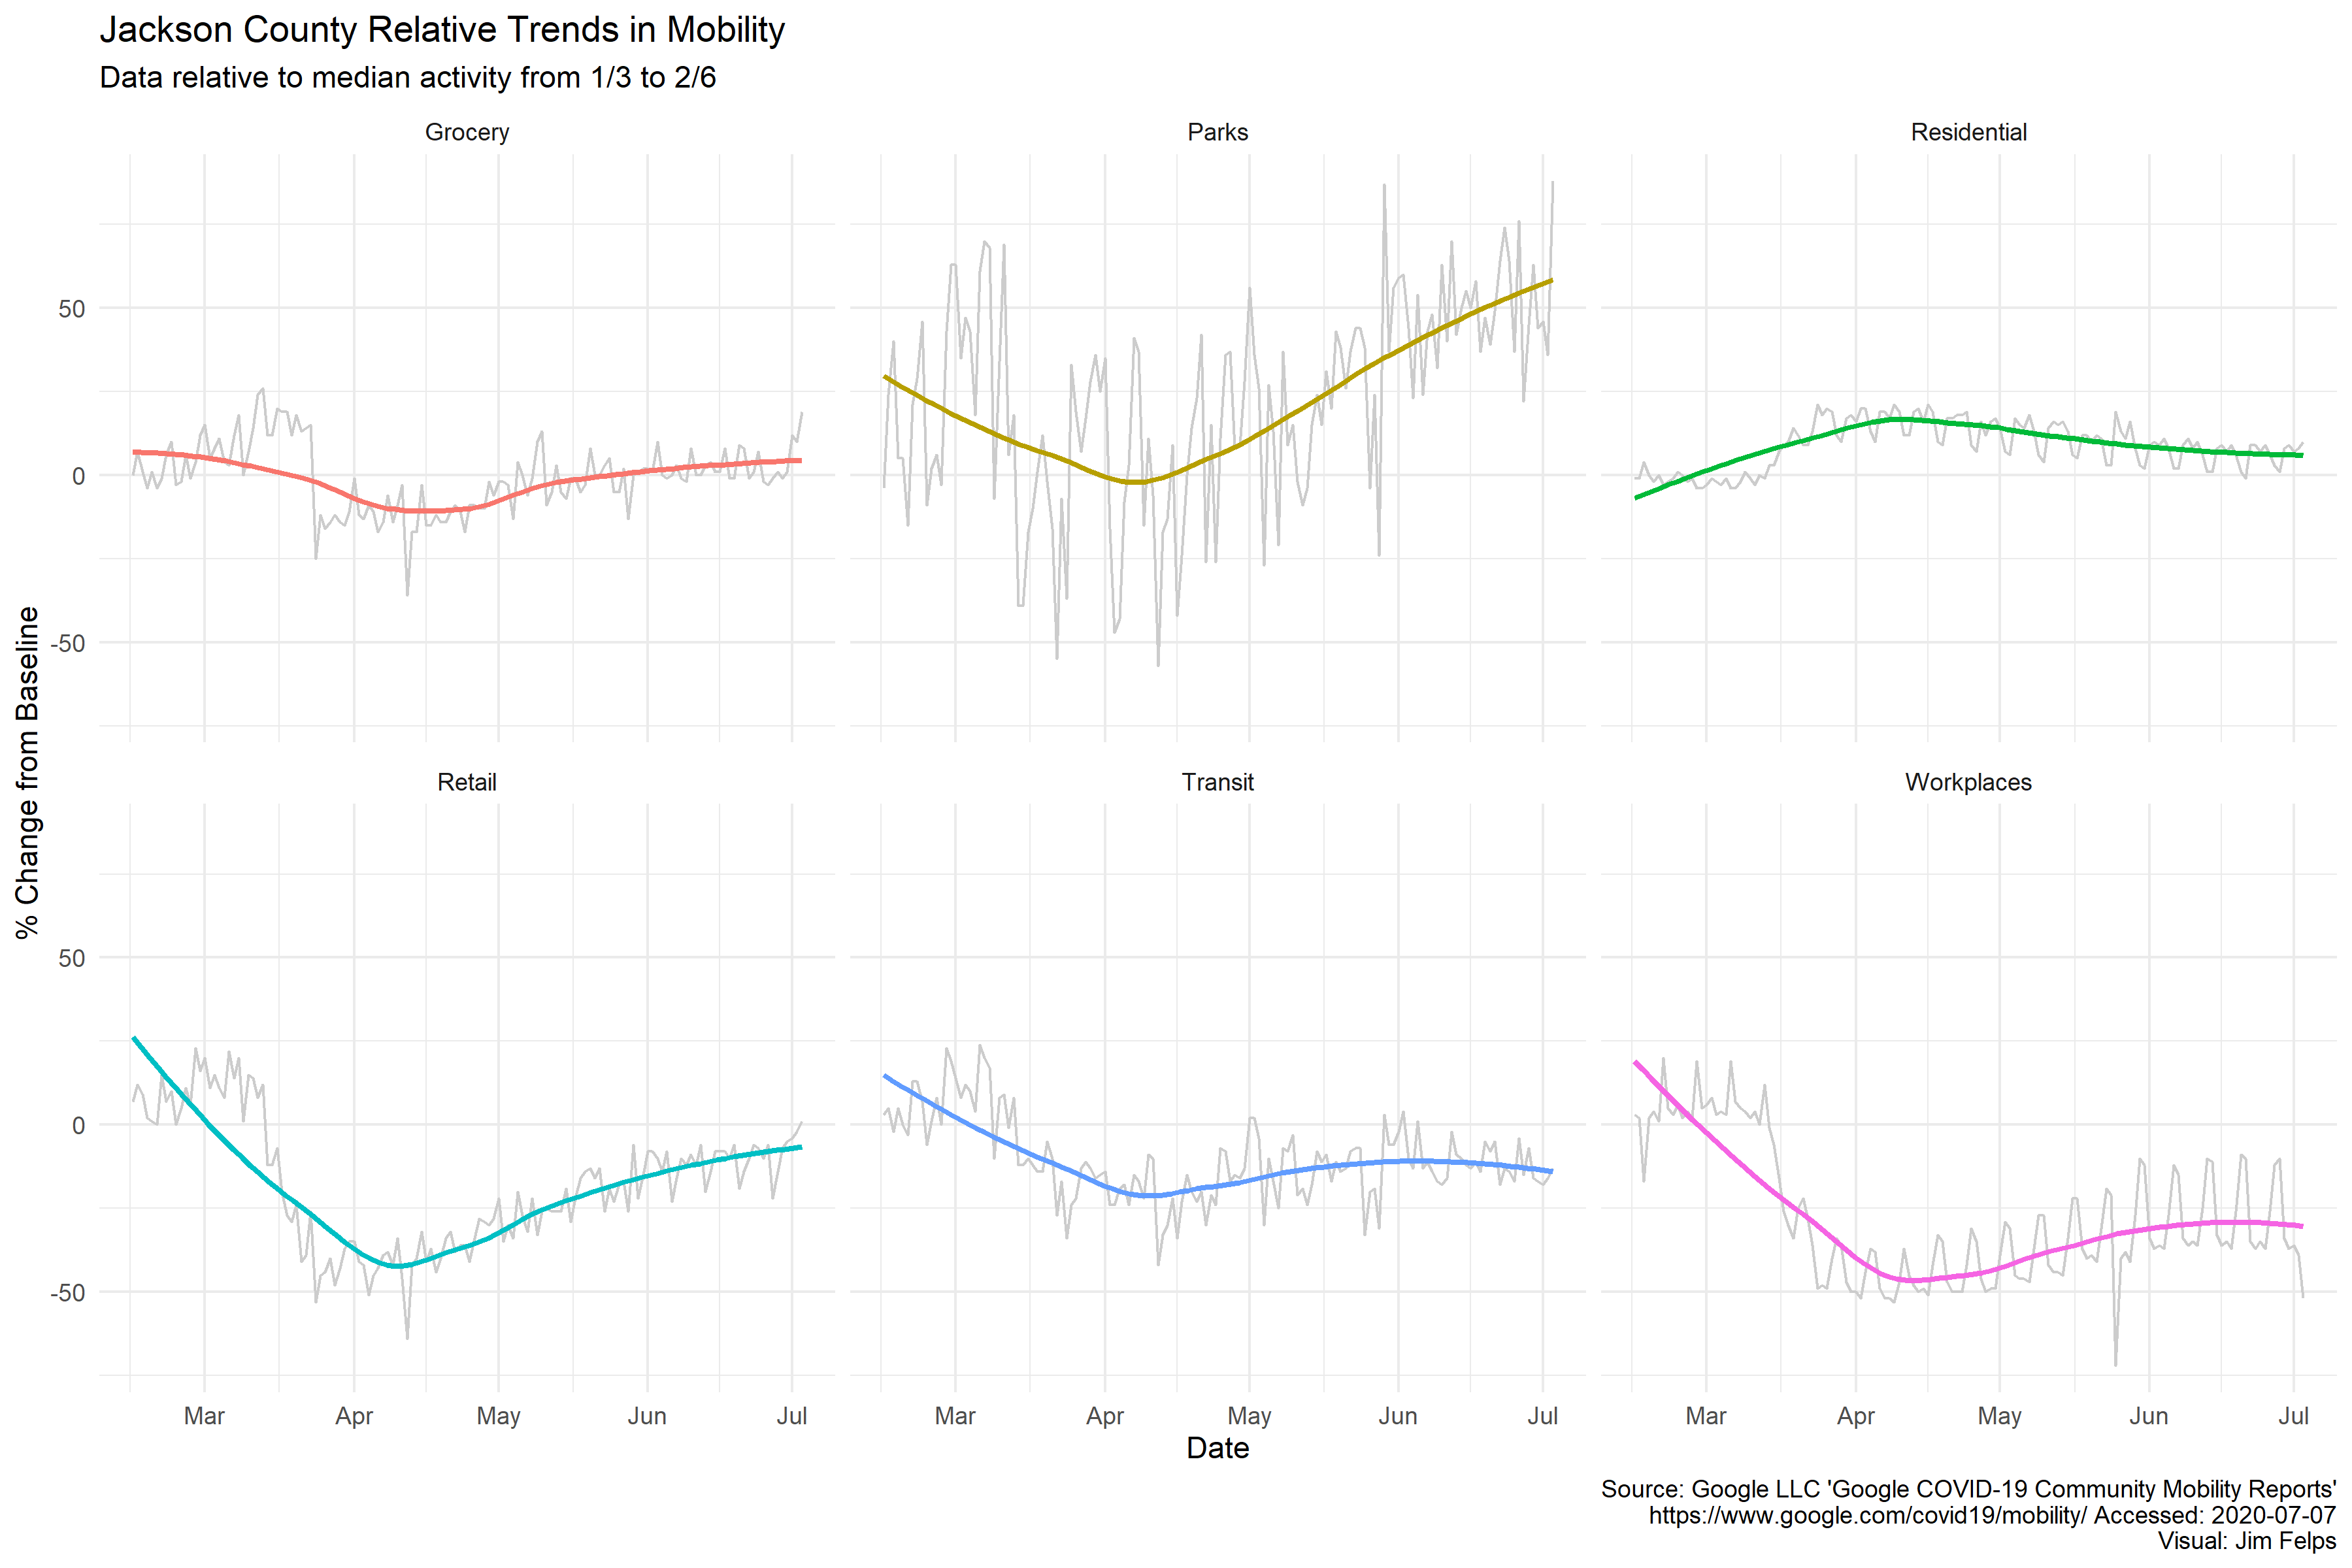 Jackson County Relative Trends in Mobility
Data relative to median activity from 1/3 to 2/6
Grocery
Parks
Residential
50
0
-50
% Change from Baseline
Retail
Transit
Workplaces
50
0
-50
Mar Apr May Jun Jul
Mar Apr May Jun Jul
Mar Apr May Jun Jul
Date
Source: Google LLC 'Google COVID-19 Community Mobility Reports'
https://www.google.com/covid19/mobility/ Accessed: 2020-07-07
Visual: Jim Felps